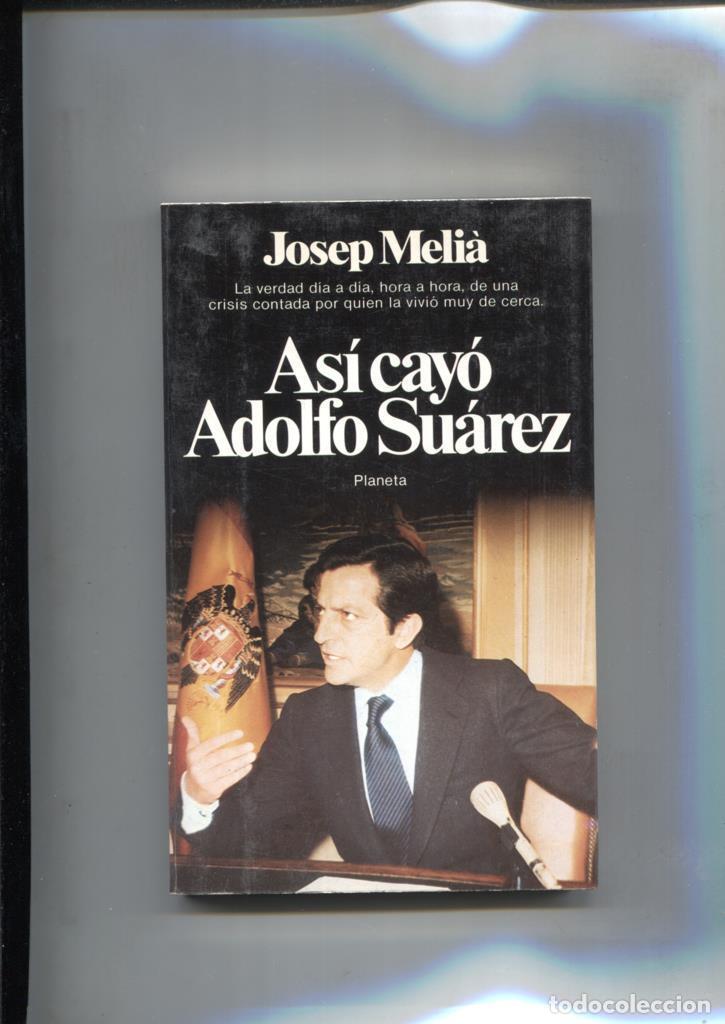 Josep Melià
La verdad día a día, hora a hora, de una
crisis contada por quien la vivió muy de cerca.
Así cayó
Adolfo Suárez
Planeta
todocoleccion